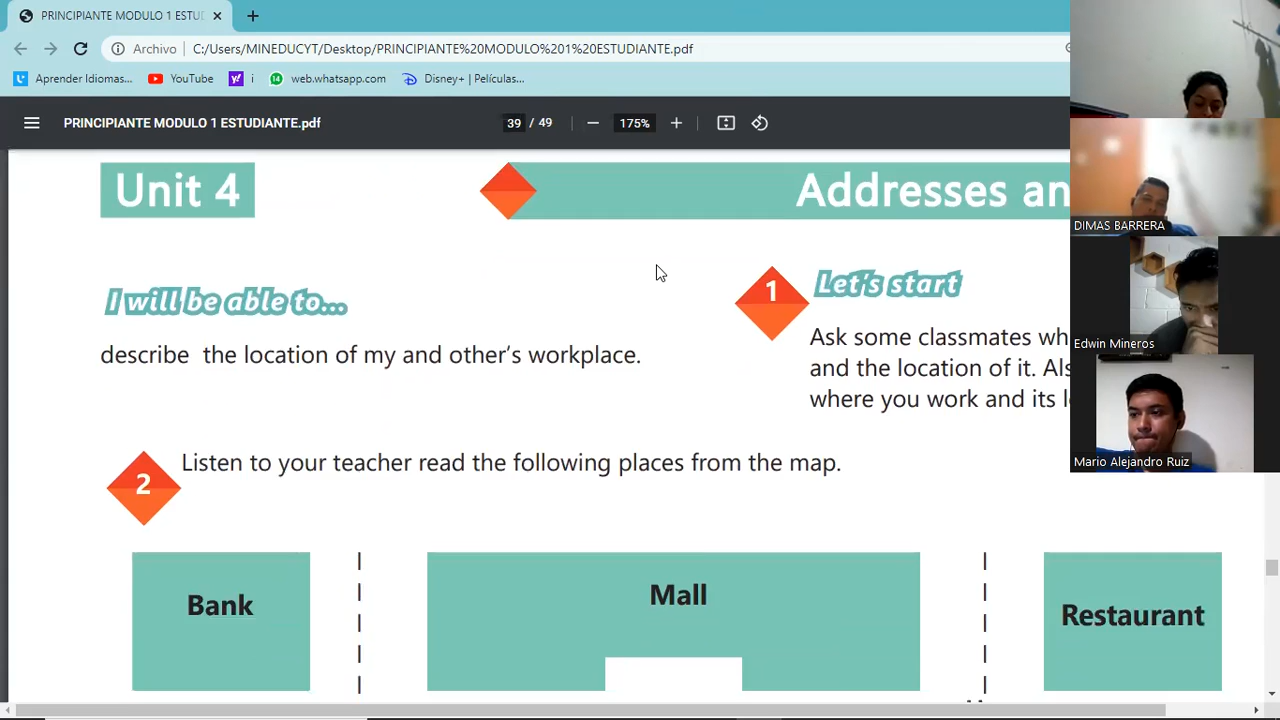 PRINCIPIANTE MODULO 1 ESTU
Archivo C:/Users/MINEDUCYT/Desktop/PRINCIPIANTE%20MODULO%201%20ESTUDIANTE.pdf
Aprender Idiomas... YouTube i web.whatsapp.com Disney+ | Películas...
PRINCIPIANTE MODULO 1 ESTUDIANTE.pdf 39 / 49 175%
Unit 4
Addresses an
I will be able to...
describe the location of my and other's workplace.
1 Let's start
Ask some classmates wh
and the location of it. Als
where you work and its l
2 Listen to your teacher read the following places from the map.
Bank
Mall
Restaurant
DIMAS BARRERA
Edwin Mineros
Mario Alejandro Ruiz